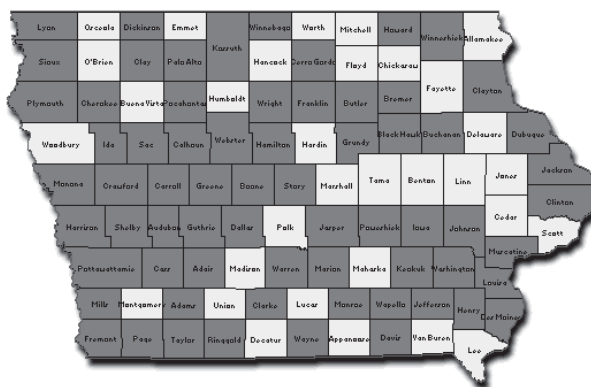 Lyon Osceola Dickinson Emmet Winnebago Worth Mitchell Howard Winneshiek Allamakee
Kossuth
Sioux O'Brien Clay Palo Alto Hancock Cerro Gordo Floyd Chickasaw
Fayette Clayton
Plymouth Cherokee Buena Vista Pocahontas Humboldt Wright Franklin Butler Bremer
Woodbury Ida Sac Calhoun Webster Hamilton Hardin Grundy Black Hawk Buchanan Delaware Dubuque
Monona Crawford Carroll Greene Boone Story Marshall Tama Benton Linn Jones Jackson
Clinton
Harrison Shelby Audubon Guthrie Dallas Polk Jasper Poweshiek Iowa Johnson Cedar Scott
Muscatine
Pottawattamie Cass Adair Madison Warren Marion Mahaska Keokuk Washington Louisa
Mills Montgomery Adams Union Clarke Lucas Monroe Wapello Jefferson Henry Des Moines
Fremont Page Taylor Ringgold Decatur Wayne Appanoose Davis Van Buren Lee